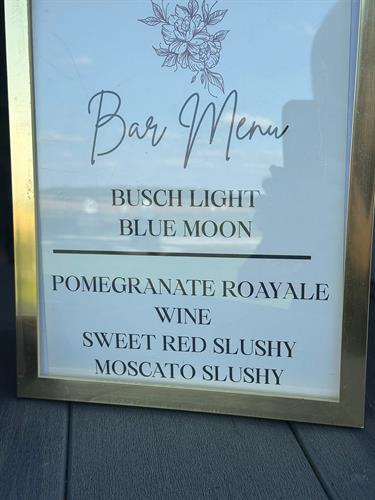 Bar Menu
BUSCH LIGHT
BLUE MOON
POMEGRANATE ROAYALE
WINE
SWEET RED SLUSHY
MOSCATO SLUSHY